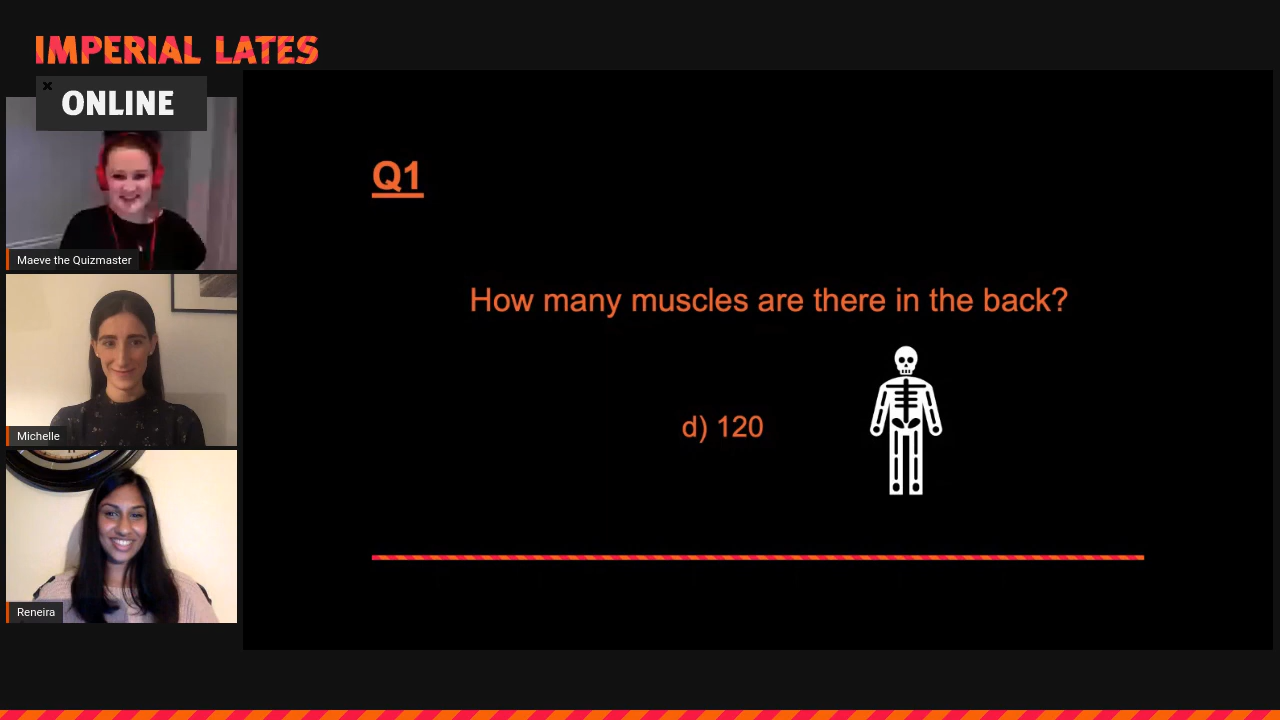 IMPERIAL LATES
ONLINE
Maeve the Quizmaster
Michelle
Reneira
Q1
How many muscles are there in the back?
d) 120